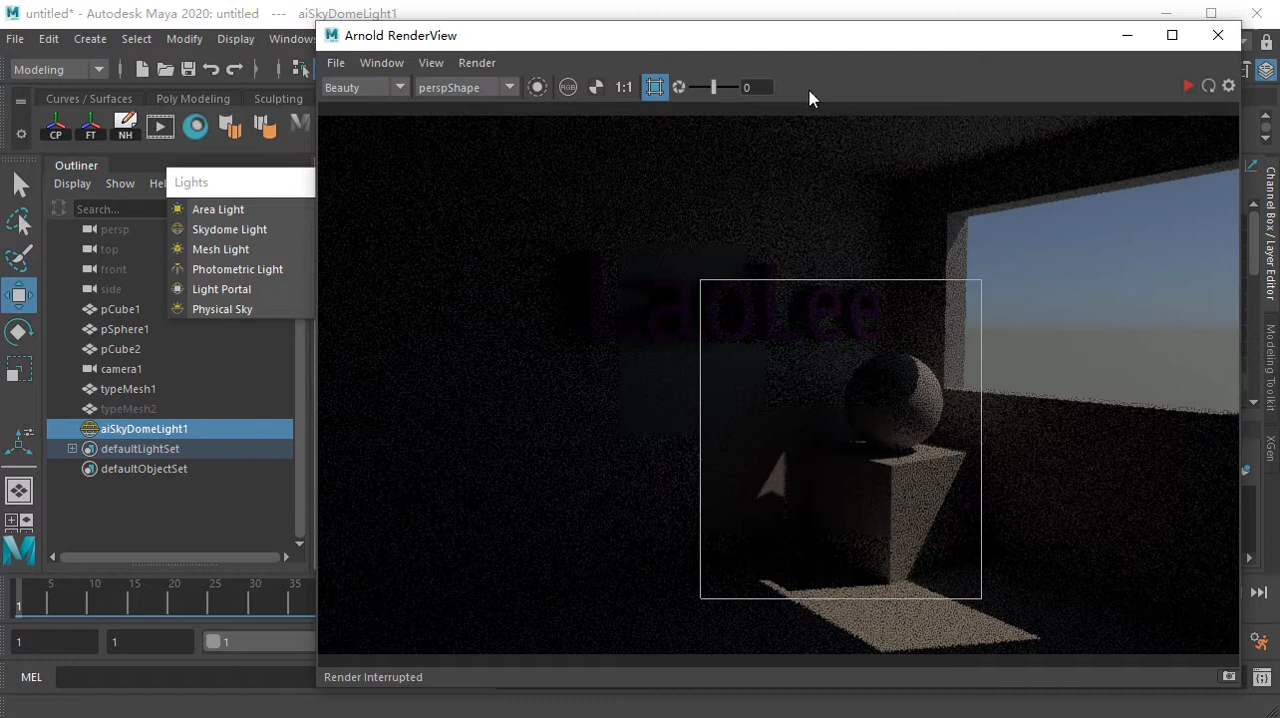 untitled* - Autodesk Maya 2020: untitled --- aiSkyDomeLight1
File Edit Create Select Modify Display Windows
Modeling
Curves / Surfaces Poly Modeling Sculpting
CP FT NH
Outliner
Display Show Hel
Search...
persp
top
front
side
pCube1
pSphere1
pCube2
camera1
typeMesh1
typeMesh2
aiSkyDomeLight1
defaultLightSet
defaultObjectSet
Lights
Area Light
Skydome Light
Mesh Light
Photometric Light
Light Portal
Physical Sky
Arnold RenderView
File Window View Render
Beauty perspShape RGB 1:1 0
LaoLee
Render Interrupted
Channel Box / Layer Editor
Modeling Toolkit
XGen
5 10 15 20 25 30 35
1
1 1 1
MEL